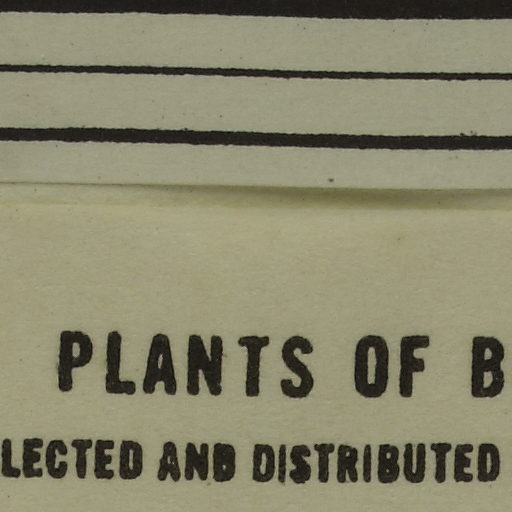 PLANTS OF B
LECTED AND DISTRIBUTED